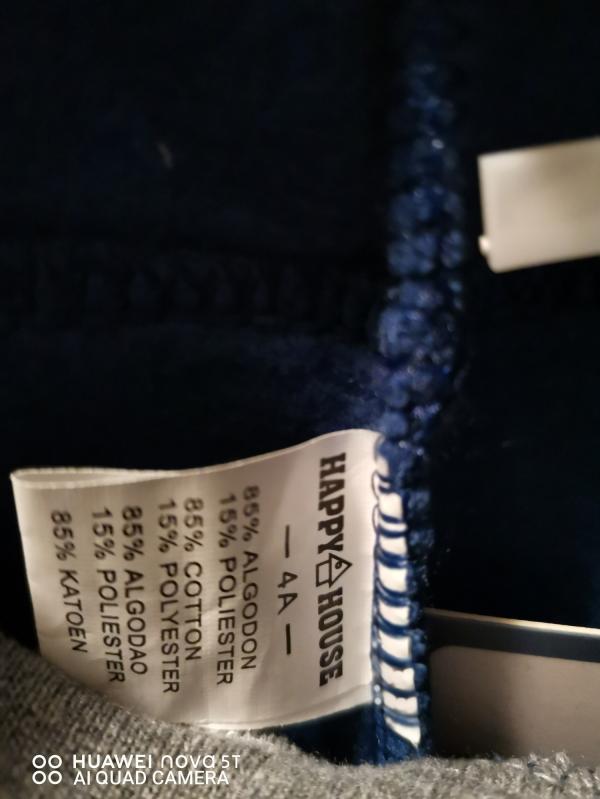 HAPPY HOUSE
— 4A —
85% ALGODON
15% POLIESTER
85% COTTON
15% POLYESTER
85% ALGODAO
15% POLIESTER
85% KATOEN
HUAWEI nova 5T
AI QUAD CAMERA